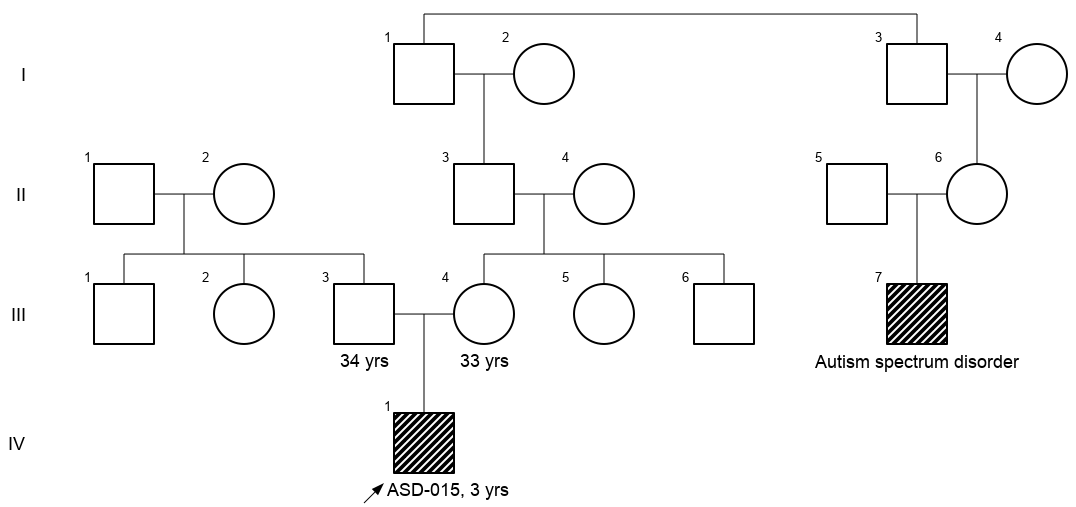 1 2 3 4
I
1 2 3 4 5 6
II
1 2 3 4 5 6 7
III
34 yrs 33 yrs Autism spectrum disorder
1
IV
ASD-015, 3 yrs